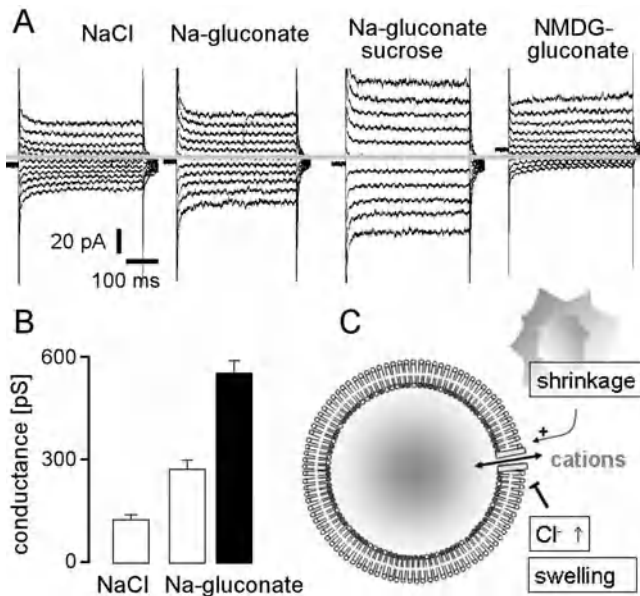 A
NaCl
Na-gluconate
Na-gluconate
sucrose
NMDG-
gluconate
20 pA
100 ms
B
conductance [pS]
600
300
0
NaCl
Na-gluconate
C
shrinkage
+
cations
Cl- ↑
swelling